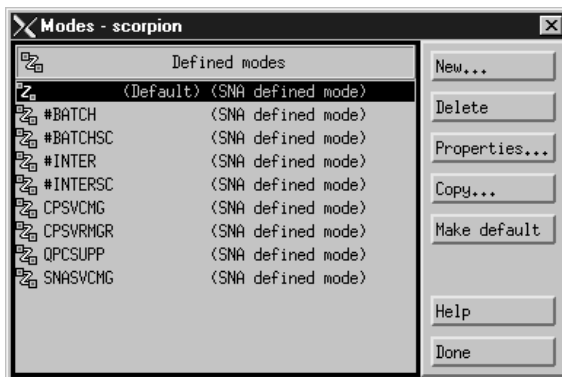 Modes - scorpion
Defined modes
(Default) (SNA defined mode)
#BATCH (SNA defined mode)
#BATCHSC (SNA defined mode)
#INTER (SNA defined mode)
#INTERSC (SNA defined mode)
CPSVCMG (SNA defined mode)
CPSVRMGR (SNA defined mode)
QPCSUPP (SNA defined mode)
SNASVCMG (SNA defined mode)
New...
Delete
Properties...
Copy...
Make default
Help
Done